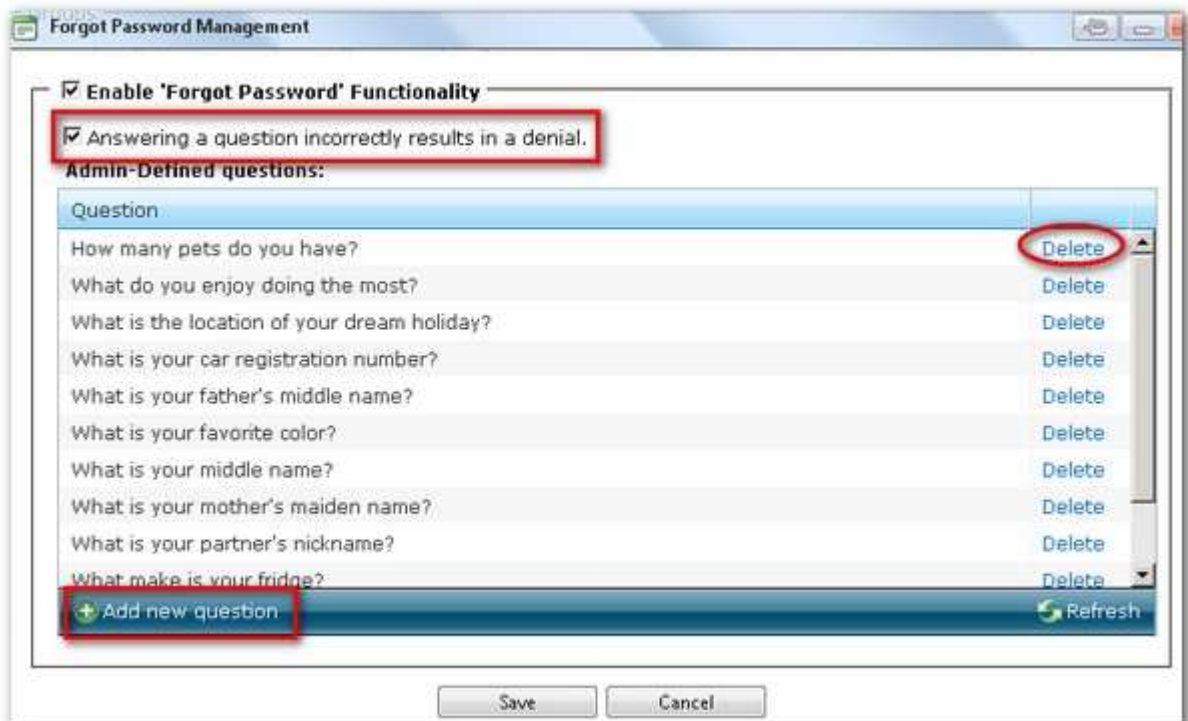 Forgot Password Management
Enable 'Forgot Password' Functionality
Answering a question incorrectly results in a denial.
Admin-Defined questions:
Question
How many pets do you have? Delete
What do you enjoy doing the most? Delete
What is the location of your dream holiday? Delete
What is your car registration number? Delete
What is your father's middle name? Delete
What is your favorite color? Delete
What is your middle name? Delete
What is your mother's maiden name? Delete
What is your partner's nickname? Delete
What make is your fridge? Delete
Add new question Refresh
Save Cancel